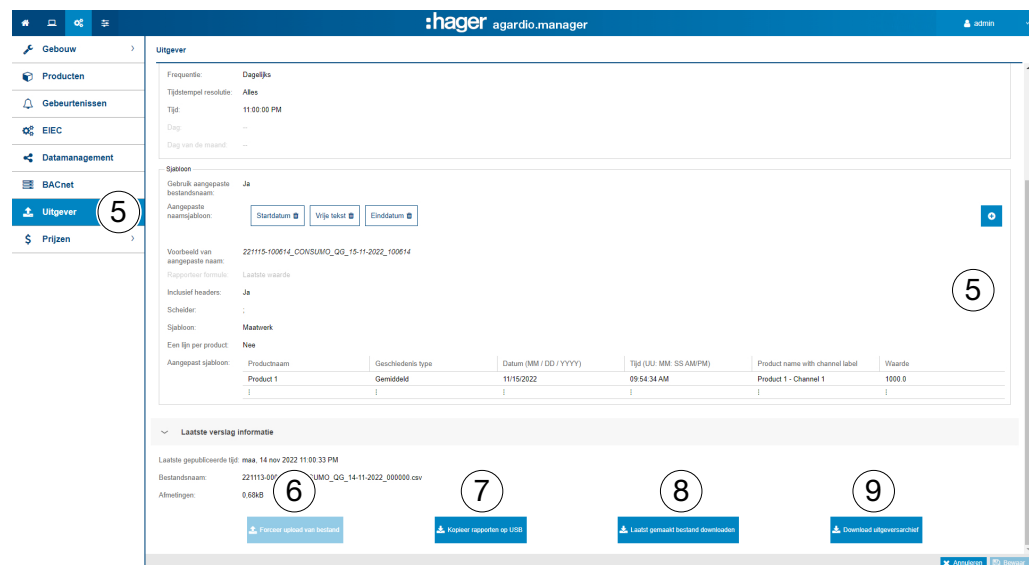 :hager agardio.manager
admin
Gebouw
Producten
Gebeurtenissen
EIEC
Datamanagement
BACnet
Uitgever
5
Prijzen
Uitgever
Frequentie: Dagelijks
Tijdstempel resolutie: Alles
Tijd: 11:00:00 PM
Dag: --
Dag van de maand: --
Sjabloon
Gebruik aangepaste bestandsnaam: Ja
Aangepaste naamsjabloon: Startdatum Vrije tekst Einddatum
Voorbeeld van aangepaste naam: 221115-100614_CONSUMO_QG_15-11-2022_100614
Rapporteer formule: Laatste waarde
5
Inclusief headers: Ja
Scheider: ;
Sjabloon: Maatwerk
Een lijn per product: Nee
Aangepast sjabloon: Productnaam Geschiedenis type Datum (MM / DD / YYYY) Tijd (UU: MM: SS AM/PM) Product name with channel label Waarde
Product 1 Gemiddeld 11/15/2022 09:54:34 AM Product 1 - Channel 1 1000.0
Laatste verslag informatie
Laatste gepubliceerde tijd: maa, 14 nov 2022 11:00:33 PM
Bestandsnaam: 221113-00 UMO_QG_14-11-2022_000000.csv
Afmetingen: 0.68kB
6 7 8 9
Forceer upload van bestand
Kopieer rapporten op USB
Laatst gemaakt bestand downloaden
Download uitgeversarchief
Annuleren
Bewaar